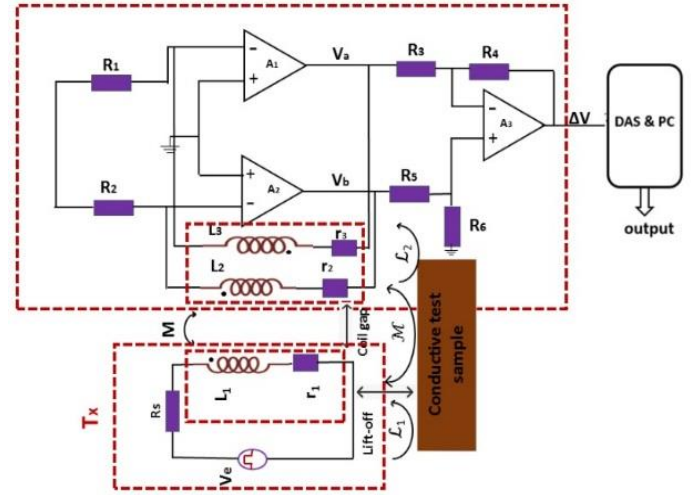 R1
R2
A1
A2
Va
Vb
R3
R4
R5
R6
A3
ΔV
DAS & PC
output
L3
r3
L2
r2
ℒ2
M
Coil gap
ℳ
Conductive test
sample
Tx
Rs
L1
r1
Lift-off
ℒ1
Ve